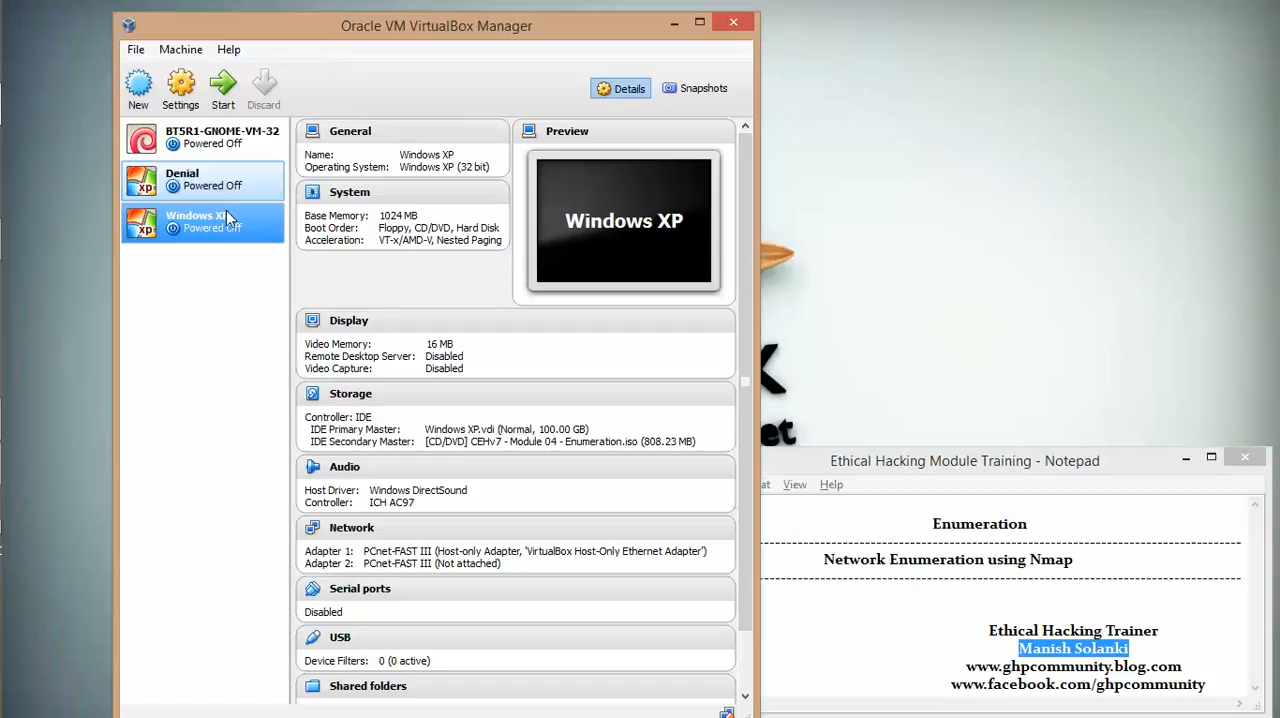 Oracle VM VirtualBox Manager
File Machine Help
New Settings Start Discard
Details Snapshots
BT5R1-GNOME-VM-32
Powered Off
Denial
Powered Off
Windows XP
Powered Off
General
Name: Windows XP
Operating System: Windows XP (32 bit)
System
Base Memory: 1024 MB
Boot Order: Floppy, CD/DVD, Hard Disk
Acceleration: VT-x/AMD-V, Nested Paging
Preview
Windows XP
Display
Video Memory: 16 MB
Remote Desktop Server: Disabled
Video Capture: Disabled
Storage
Controller: IDE
IDE Primary Master: Windows XP.vdi (Normal, 100.00 GB)
IDE Secondary Master: [CD/DVD] CEHv7 - Module 04 - Enumeration.iso (808.23 MB)
Audio
Host Driver: Windows DirectSound
Controller: ICH AC97
Network
Adapter 1: PCnet-FAST III (Host-only Adapter, 'VirtualBox Host-Only Ethernet Adapter')
Adapter 2: PCnet-FAST III (Not attached)
Serial ports
Disabled
USB
Device Filters: 0 (0 active)
Shared folders
Ethical Hacking Module Training - Notepad
View Help
Enumeration
Network Enumeration using Nmap
Ethical Hacking Trainer
Manish Solanki
www.ghpcommunity.blog.com
www.facebook.com/ghpcommunity